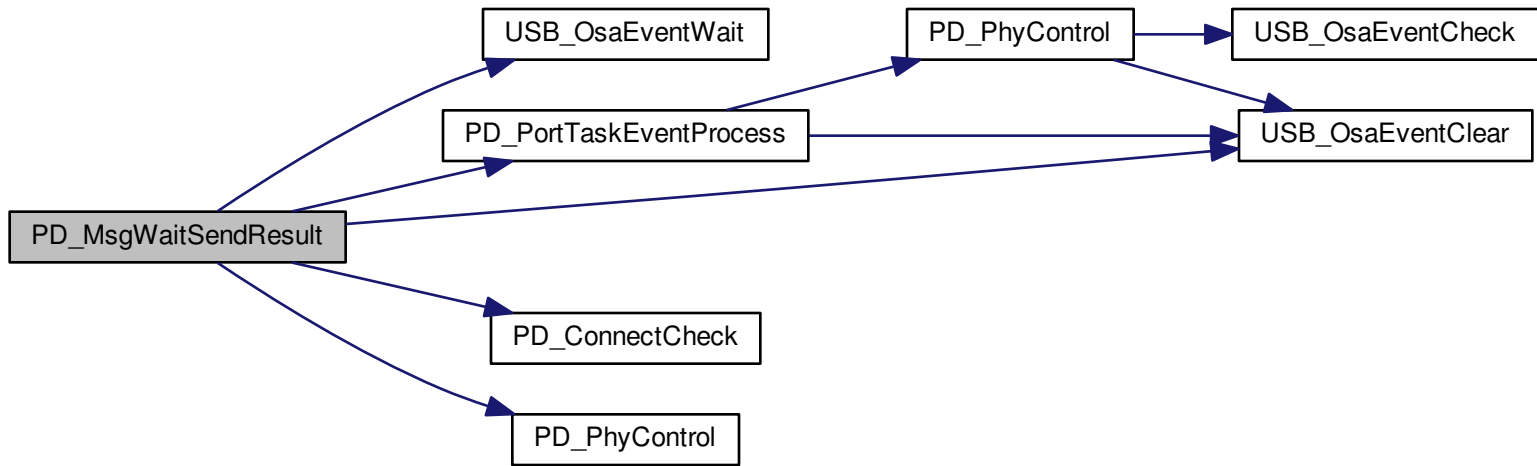 USB_OsaEventWait
PD_PhyControl
USB_OsaEventCheck
PD_PortTaskEventProcess
USB_OsaEventClear
PD_MsgWaitSendResult
PD_ConnectCheck
PD_PhyControl